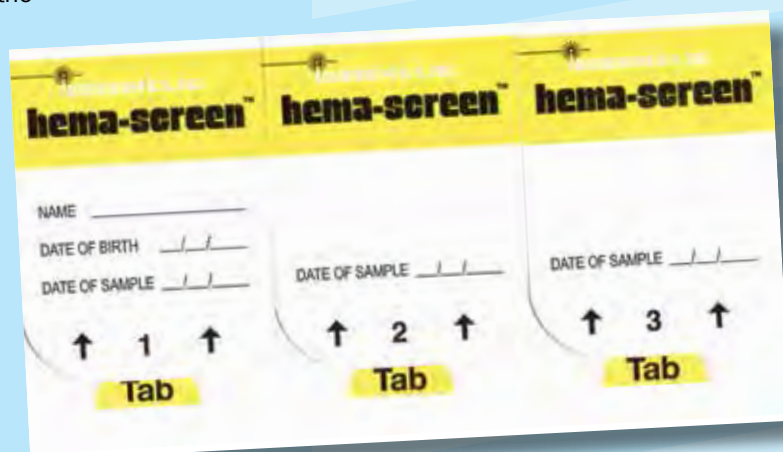 hema-screen™ hema-screen™ hema-screen™
NAME
DATE OF BIRTH / /
DATE OF SAMPLE / / DATE OF SAMPLE / / DATE OF SAMPLE / /
1 2 3
Tab Tab Tab